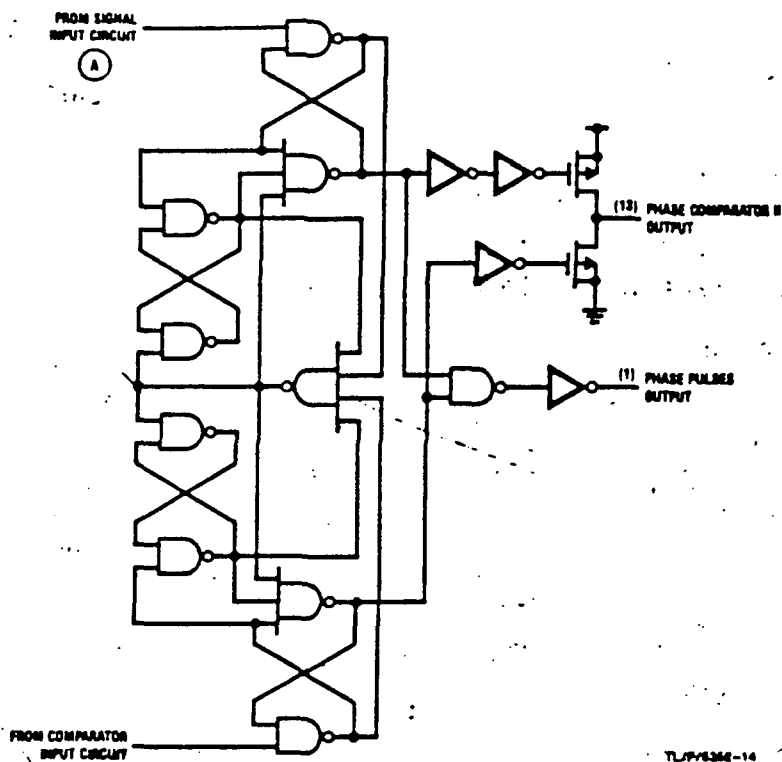 FROM SIGNAL
INPUT CIRCUIT
A
(13) PHASE COMPARATOR II
OUTPUT
(1) PHASE PULSES
OUTPUT
FROM COMPARATOR
INPUT CIRCUIT